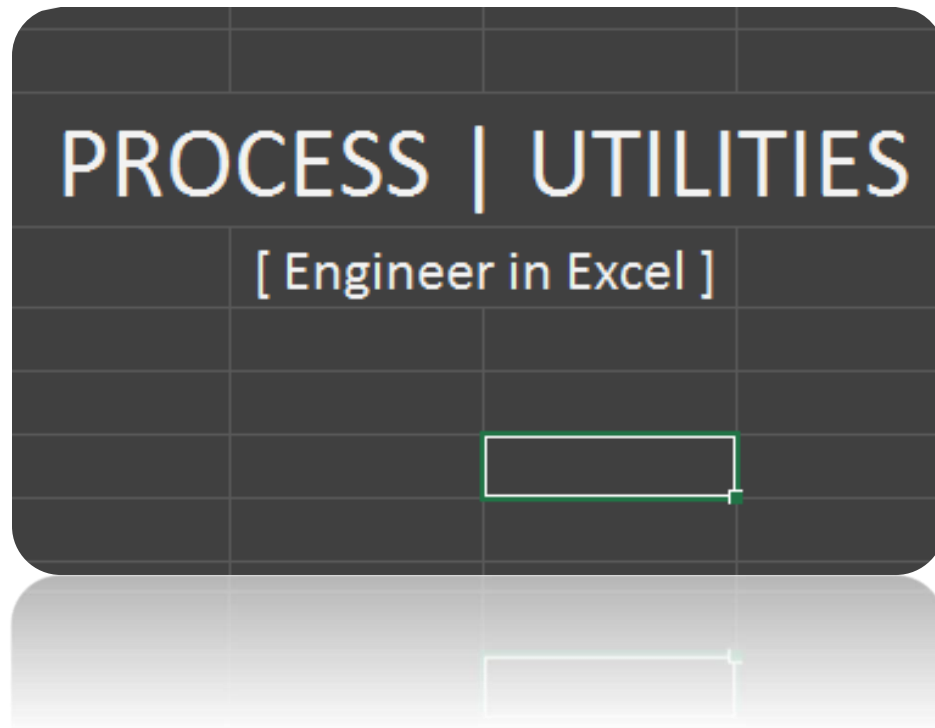 PROCESS | UTILITIES
[ Engineer in Excel ]